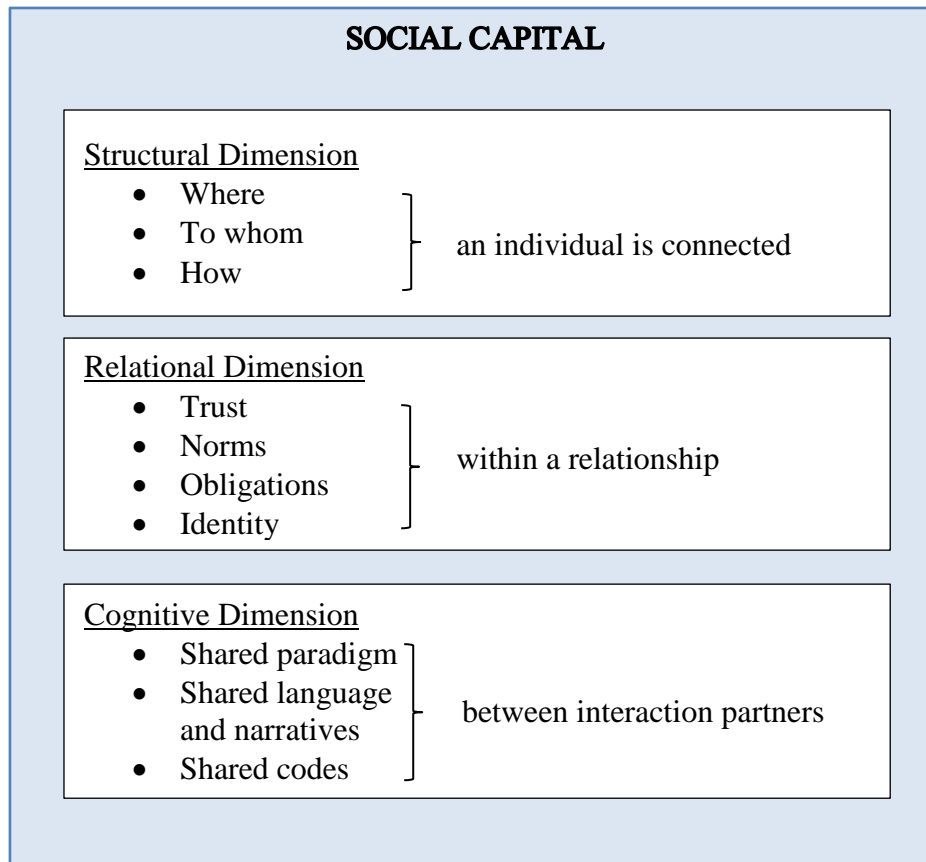 SOCIAL CAPITAL
Structural Dimension
• Where
• To whom
• How
an individual is connected
Relational Dimension
• Trust
• Norms
• Obligations
• Identity
within a relationship
Cognitive Dimension
• Shared paradigm
• Shared language
and narratives
• Shared codes
between interaction partners